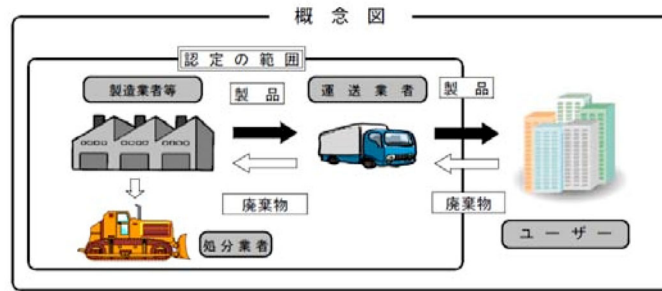 概念図
認定の範囲
製造業者等
製品
運送業者
製品
廃棄物
廃棄物
処分業者
ユーザー